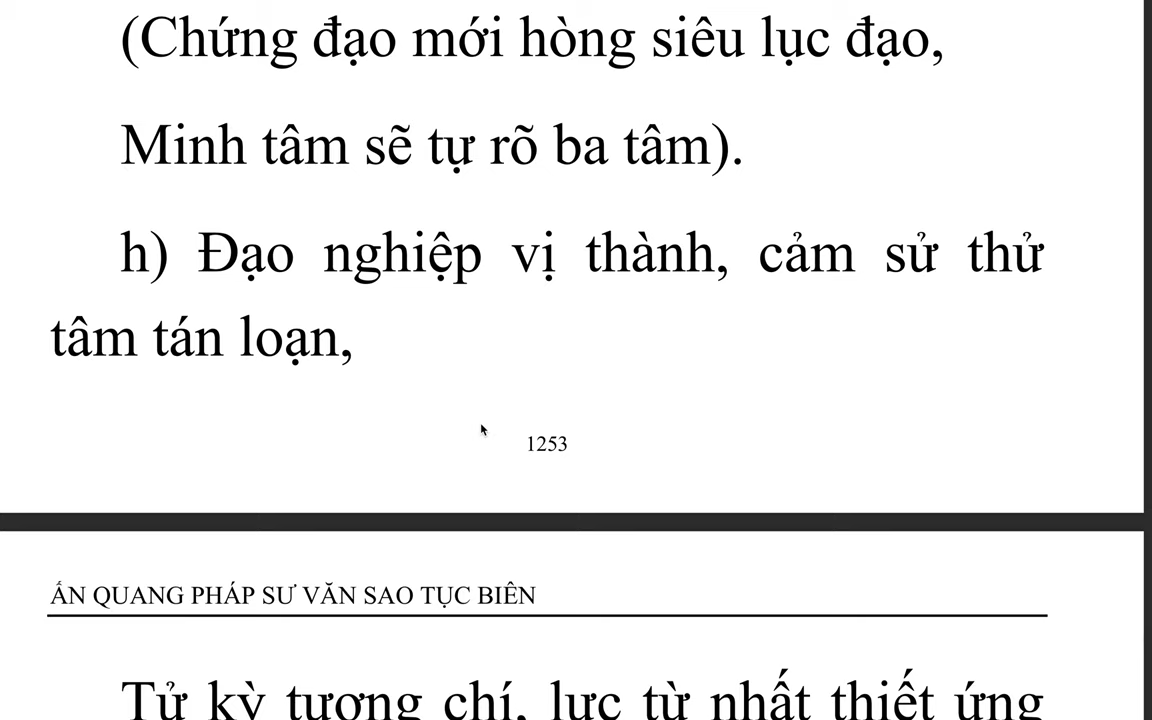 (Chứng đạo mới hòng siêu lục đạo,
Minh tâm sẽ tự rõ ba tâm).
h) Đạo nghiệp vị thành, cảm sử thử
tâm tán loạn,
1253
ẤN QUANG PHÁP SƯ VĂN SAO TỤC BIÊN
Tử kỳ tương chí, lực từ nhất thiết ứng